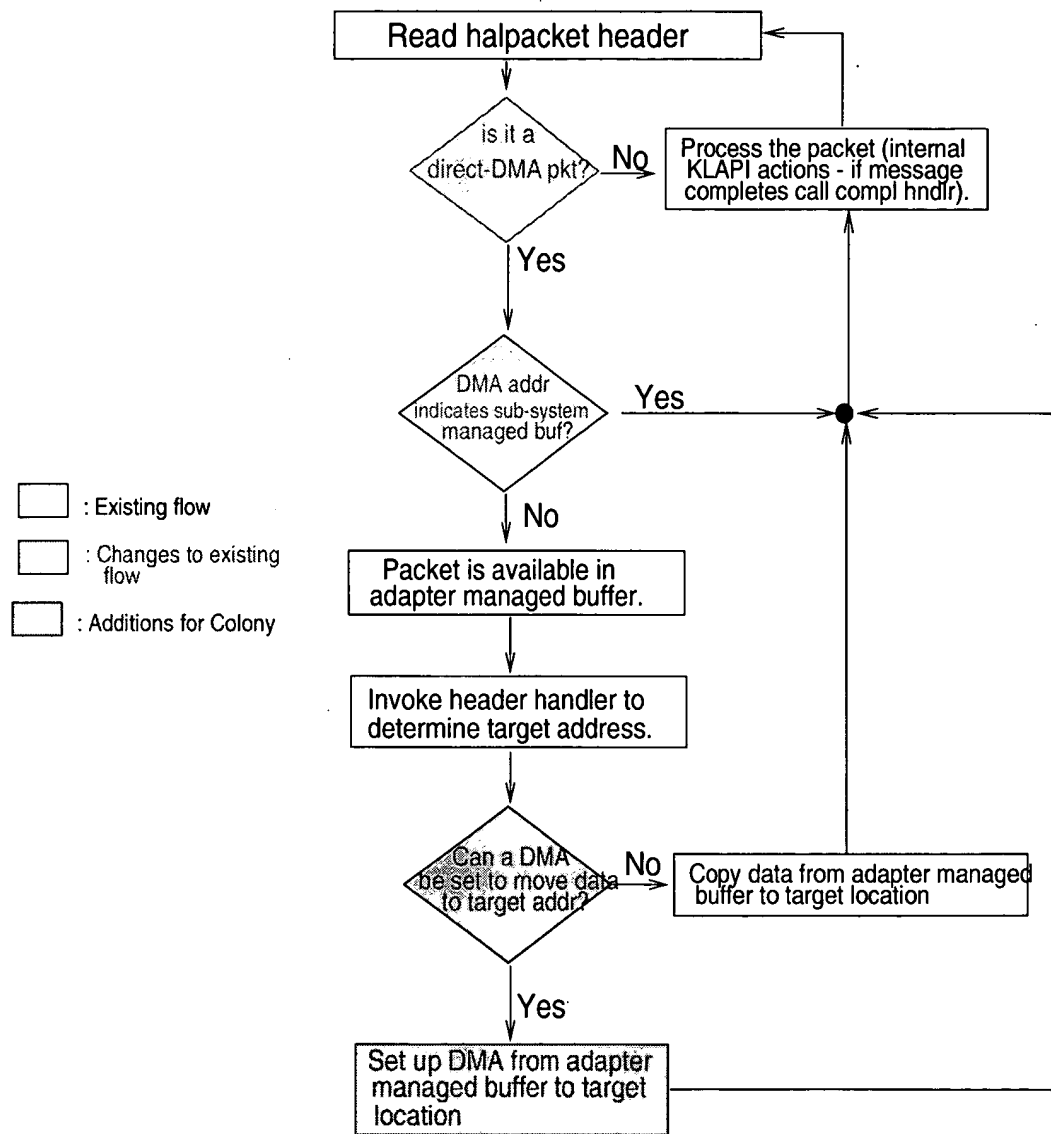 Read halpacket header
is it a
direct-DMA pkt?
No
Process the packet (internal
KLAPI actions - if message
completes call compl hndlr).
Yes
DMA addr
indicates sub-system
managed buf?
Yes
No
: Existing flow
: Changes to existing
flow
: Additions for Colony
Packet is available in
adapter managed buffer.
Invoke header handler to
determine target address.
Can a DMA
be set to move data
to target addr?
No
Copy data from adapter managed
buffer to target location
Yes
Set up DMA from adapter
managed buffer to target
location